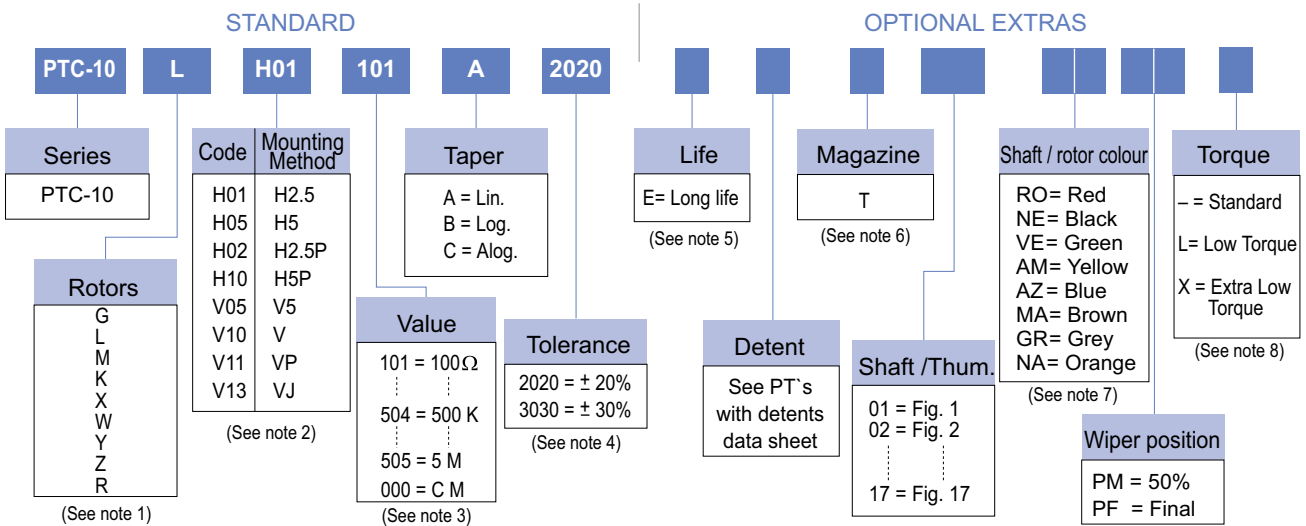 STANDARD
OPTIONAL EXTRAS
PTC-10 L H01 101 A 2020
Series
PTC-10
Rotors
G
L
M
K
X
W
Y
Z
R
(See note 1)
Code Mounting Method
H01 H2.5
H05 H5
H02 H2.5P
H10 H5P
V05 V5
V10 V
V11 VP
V13 VJ
(See note 2)
Value
101 = 100Ω
504 = 500 K
505 = 5 M
000 = C M
(See note 3)
Taper
A = Lin.
B = Log.
C = Alog.
Tolerance
2020 = ± 20%
3030 = ± 30%
(See note 4)
Life
E= Long life
(See note 5)
Detent
See PT`s
with detents
data sheet
Magazine
T
(See note 6)
Shaft /Thum.
01 = Fig. 1
02 = Fig. 2
17 = Fig. 17
Shaft / rotor colour
RO= Red
NE= Black
VE= Green
AM= Yellow
AZ= Blue
MA= Brown
GR= Grey
NA= Orange
(See note 7)
Wiper position
PM = 50%
PF = Final
Torque
– = Standard
L= Low Torque
X = Extra Low
Torque
(See note 8)